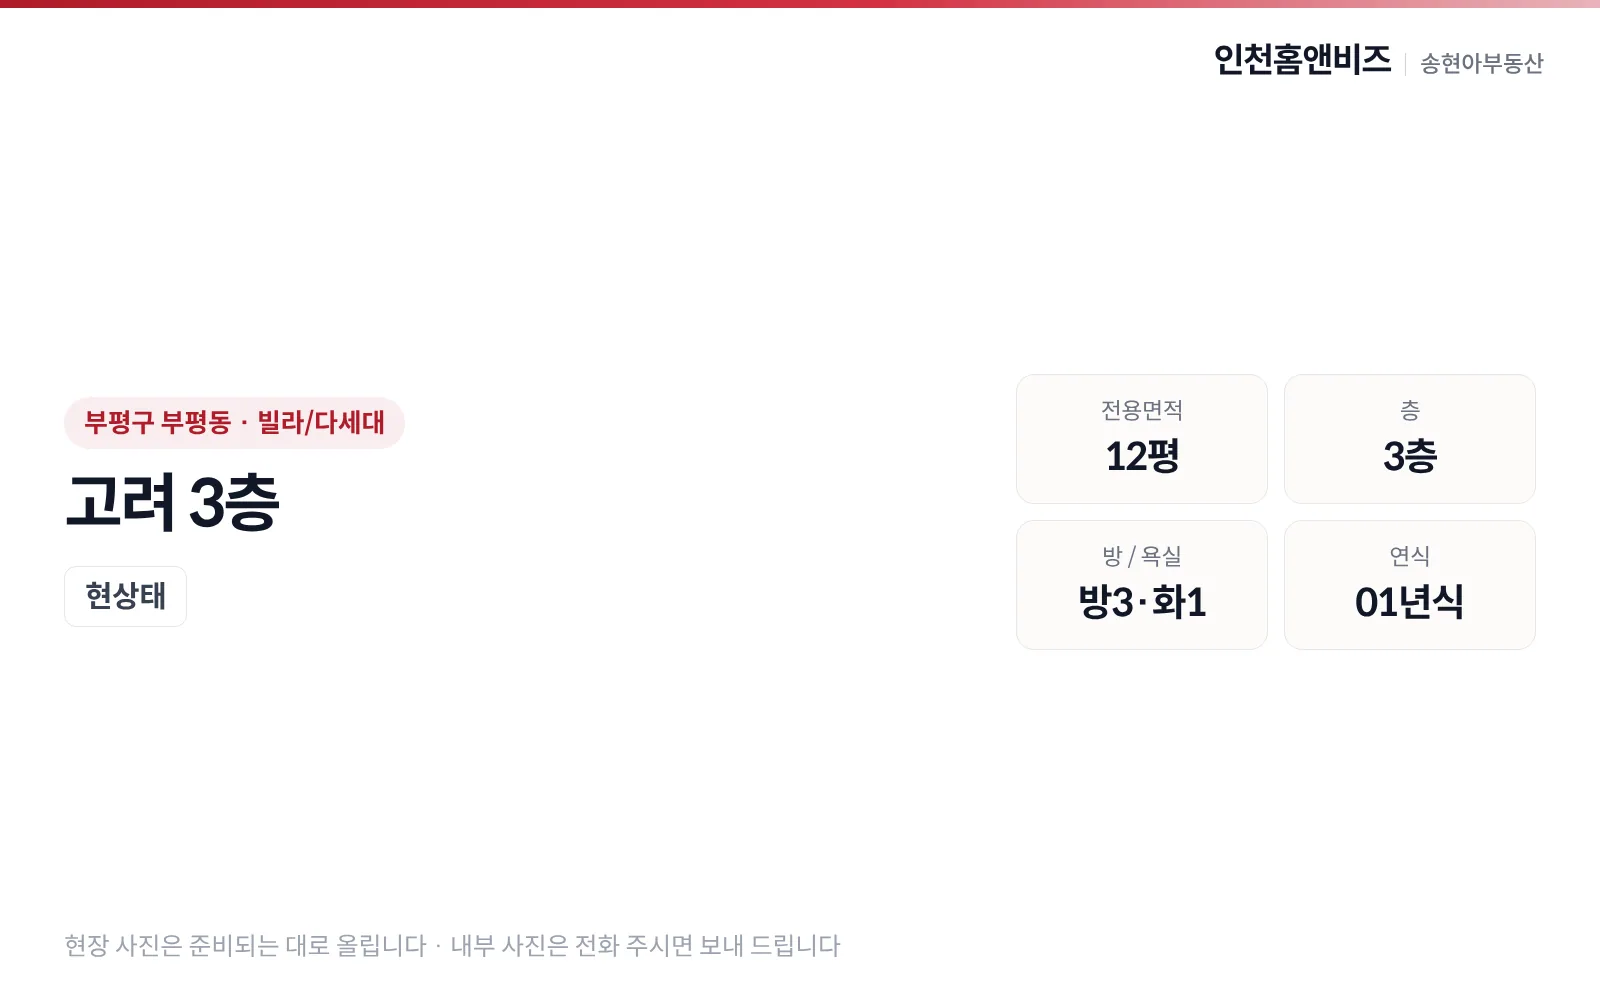 인천홈앤비즈 | 송현아부동산
부평구 부평동 · 빌라/다세대
고려 3층
현상태
전용면적
12평
층
3층
방 / 욕실
방3·화1
연식
01년식
현장 사진은 준비되는 대로 올립니다 · 내부 사진은 전화 주시면 보내 드립니다